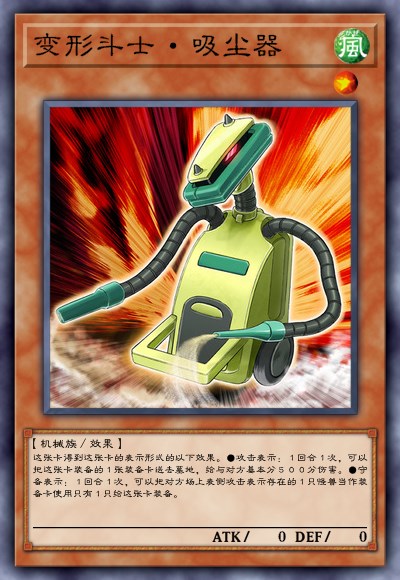 变形斗士·吸尘器
風
【机械族／效果】
这张卡得到这张卡的表示形式的以下效果。●攻击表示：1回合1次，可以
把这张卡装备的1张装备卡送去墓地，给与对方基本分500分伤害。●守
备表示：1回合1次，可以把对方场上表侧攻击表示存在的1只怪兽当作装
备卡使用只有1只给这张卡装备。
ATK/ 0 DEF/ 0